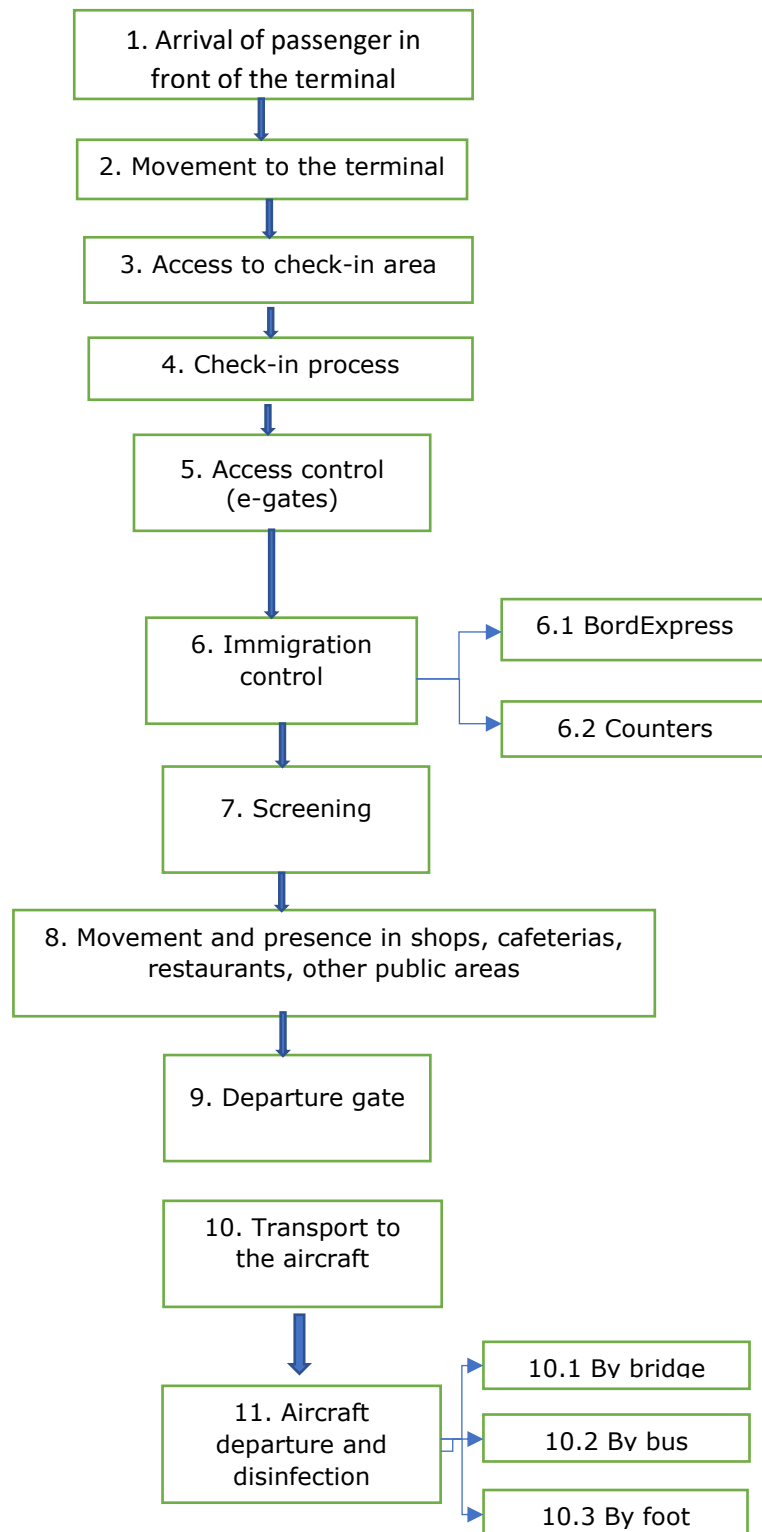 1. Arrival of passenger in
front of the terminal
2. Movement to the terminal
3. Access to check-in area
4. Check-in process
5. Access control
(e-gates)
6. Immigration
control
6.1 BordExpress
6.2 Counters
7. Screening
8. Movement and presence in shops, cafeterias,
restaurants, other public areas
9. Departure gate
10. Transport to
the aircraft
11. Aircraft
departure and
disinfection
10.1 By bridge
10.2 By bus
10.3 By foot